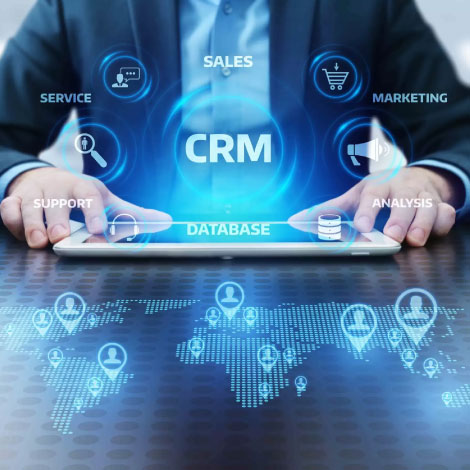 SALES
SERVICE
MARKETING
CRM
SUPPORT
ANALYSIS
DATABASE